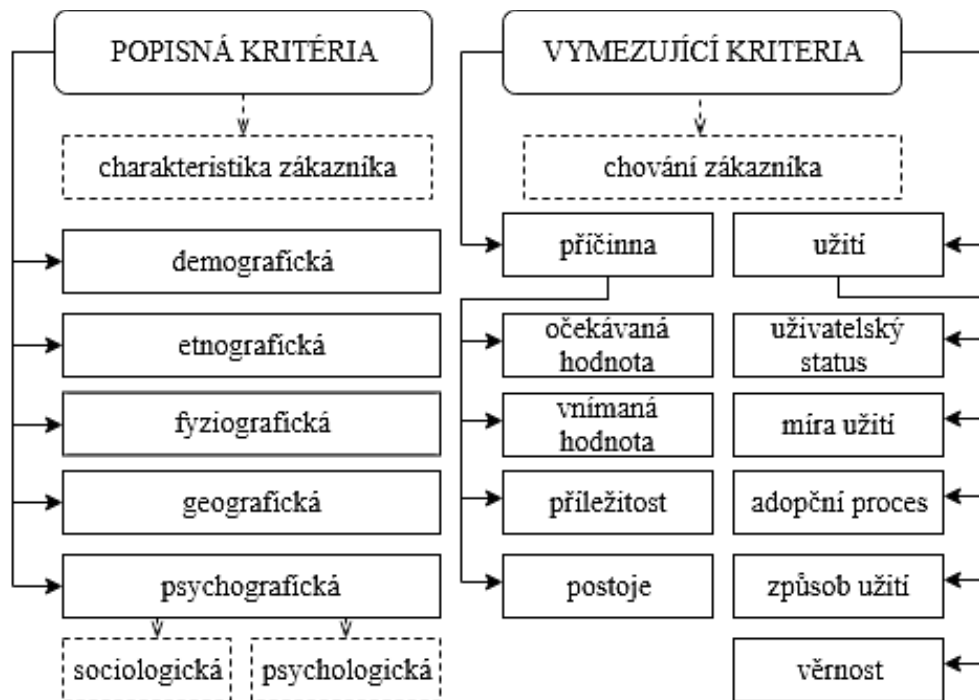 POPISNÁ KRITÉRIA
charakteristika zákazníka
demografická
etnografická
fyziografická
geografická
psychografická
sociologická
psychologická
VYMEZUJÍCÍ KRITERIA
chování zákazníka
příčinna
očekávaná
hodnota
vnímaná
hodnota
příležitost
postoje
užití
uživatelský
status
míra užití
adopční proces
způsob užití
věrnost